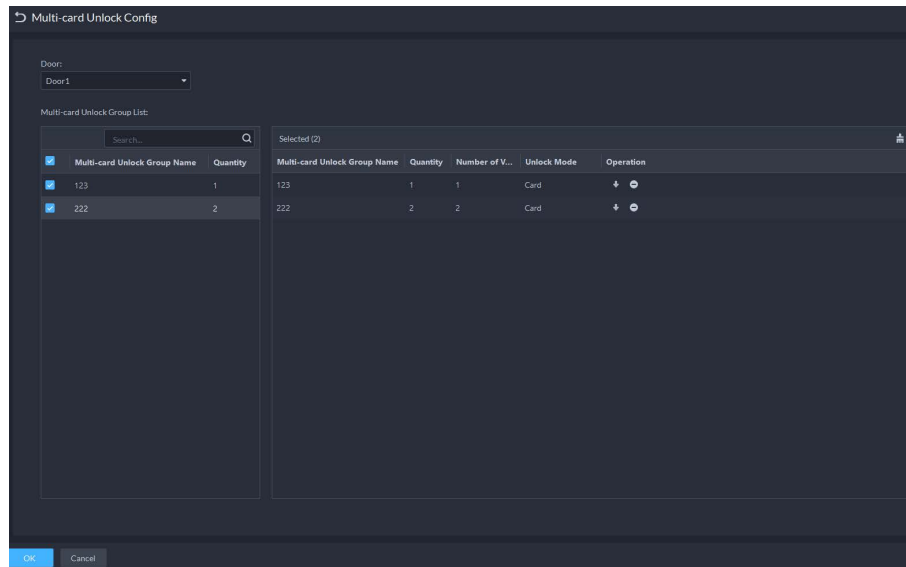 Multi-card Unlock Config
Door:
Door1
Multi-card Unlock Group List:
Search...
Multi-card Unlock Group Name Quantity
123 1
222 2
Selected (2)
Multi-card Unlock Group Name Quantity Number of V... Unlock Mode Operation
123 1 1 Card
222 2 2 Card
OK Cancel